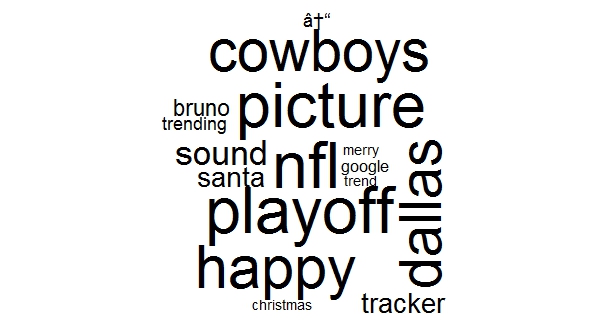 â†“
cowboys
picture
bruno
trending
sound
nfl
merry
google
trend
santa
playoff
dallas
happy
christmas
tracker